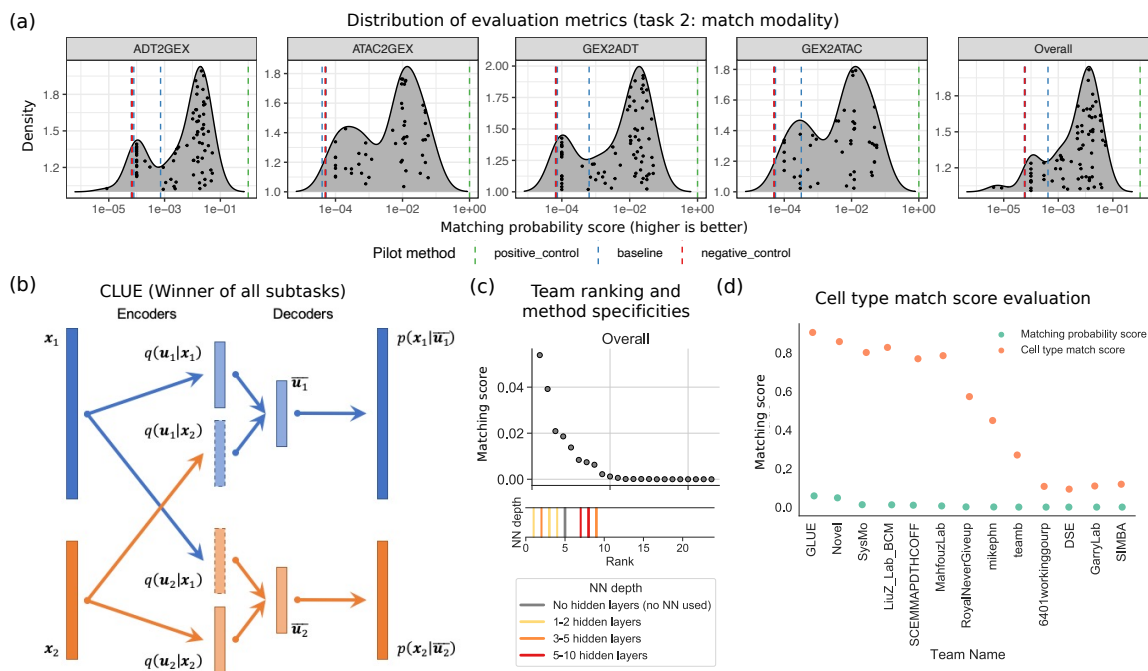 (a)
Distribution of evaluation metrics (task 2: match modality)
ADT2GEX
ATAC2GEX
GEX2ADT
GEX2ATAC
Overall
Density
1.8
1.5
1.2
1e−05
1e−03
1e−01
1.8
1.6
1.4
1.2
1.0
1e−04
1e−02
1e+00
2.00
1.75
1.50
1.25
1.00
1e−04
1e−02
1e+00
1.8
1.6
1.4
1.2
1.0
1e−04
1e−02
1e+00
1.8
1.5
1.2
1e−05
1e−03
1e−01
Matching probability score (higher is better)
Pilot method
positive_control
baseline
negative_control
(b)
CLUE (Winner of all subtasks)
Encoders
Decoders
x₁
q(u₁|x₁)
q(u₁|x₂)
u̅₁
p(x₁|u̅₁)
q(u₂|x₁)
u̅₂
x₂
q(u₂|x₂)
p(x₂|u̅₂)
(c)
Team ranking and
method specificities
Overall
Matching score
0.04
0.02
0.00
NN depth
0
5
10
15
20
Rank
NN depth
No hidden layers (no NN used)
1-2 hidden layers
3-5 hidden layers
5-10 hidden layers
(d)
Cell type match score evaluation
Matching probability score
Cell type match score
Matching score
0.8
0.6
0.4
0.2
0.0
GLUE
Novel
SysMo
LiuZ_Lab_BCM
SCEMMAPDTHCOFF
MahfouzLab
RoyalNeverGiveup
mikephn
teamb
6401workinggourp
DSE
GarryLab
SIMBA
Team Name